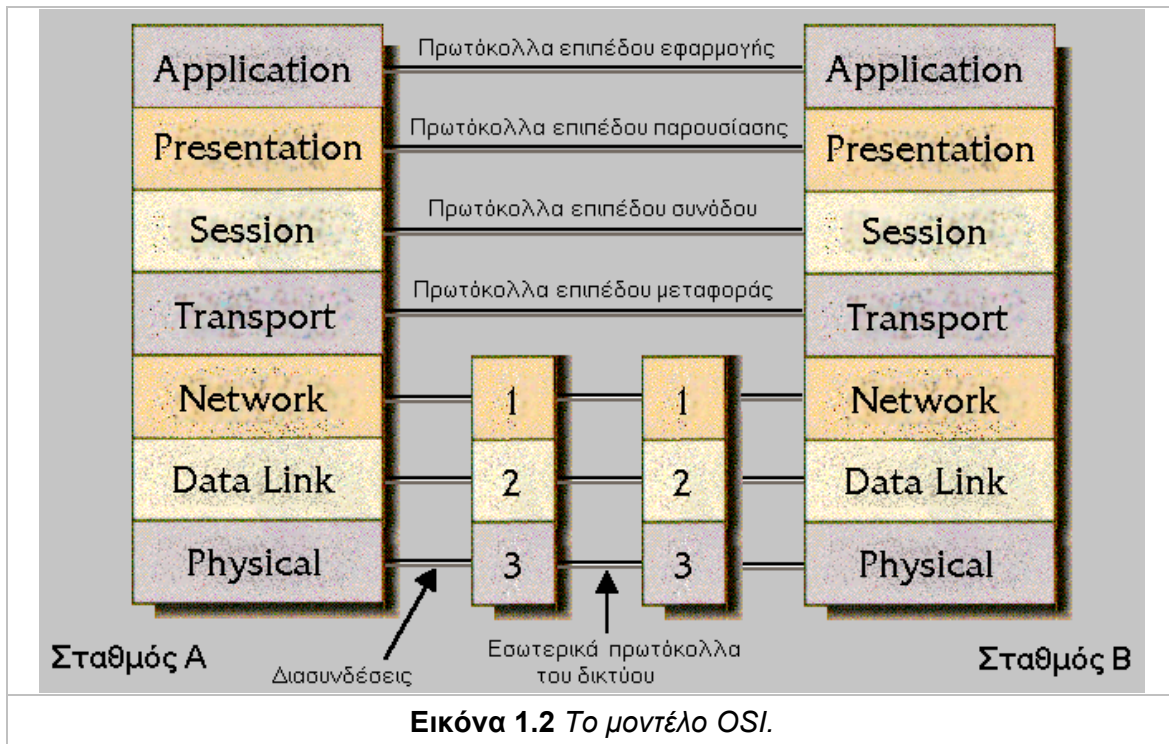 Application
Πρωτόκολλα επιπέδου εφαρμογής
Application
Presentation
Πρωτόκολλα επιπέδου παρουσίασης
Presentation
Session
Πρωτόκολλα επιπέδου συνόδου
Session
Transport
Πρωτόκολλα επιπέδου μεταφοράς
Transport
Network
1
1
Network
Data Link
2
2
Data Link
Physical
3
3
Physical
Σταθμός Α
Διασυνδέσεις
Εσωτερικά πρωτόκολλα
του δικτύου
Σταθμός Β
Εικόνα 1.2 Το μοντέλο OSI.